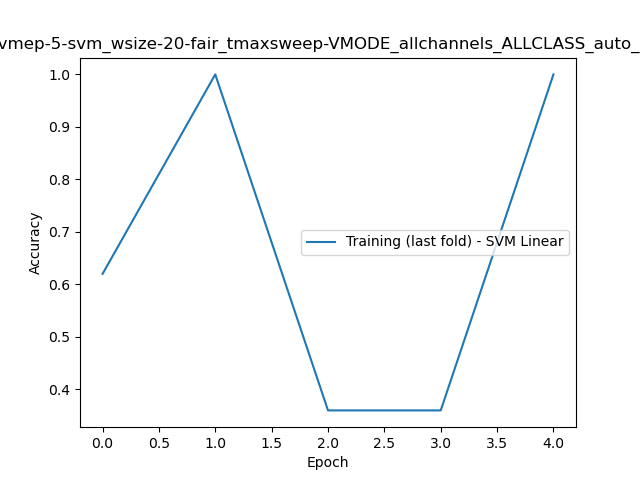 vmep-5-svm_wsize-20-fair_tmaxsweep-VMODE_allchannels_ALLCLASS_auto_
1.0
0.9
0.8
0.7
0.6
0.5
0.4
Accuracy
Training (last fold) - SVM Linear
0.0 0.5 1.0 1.5 2.0 2.5 3.0 3.5 4.0
Epoch